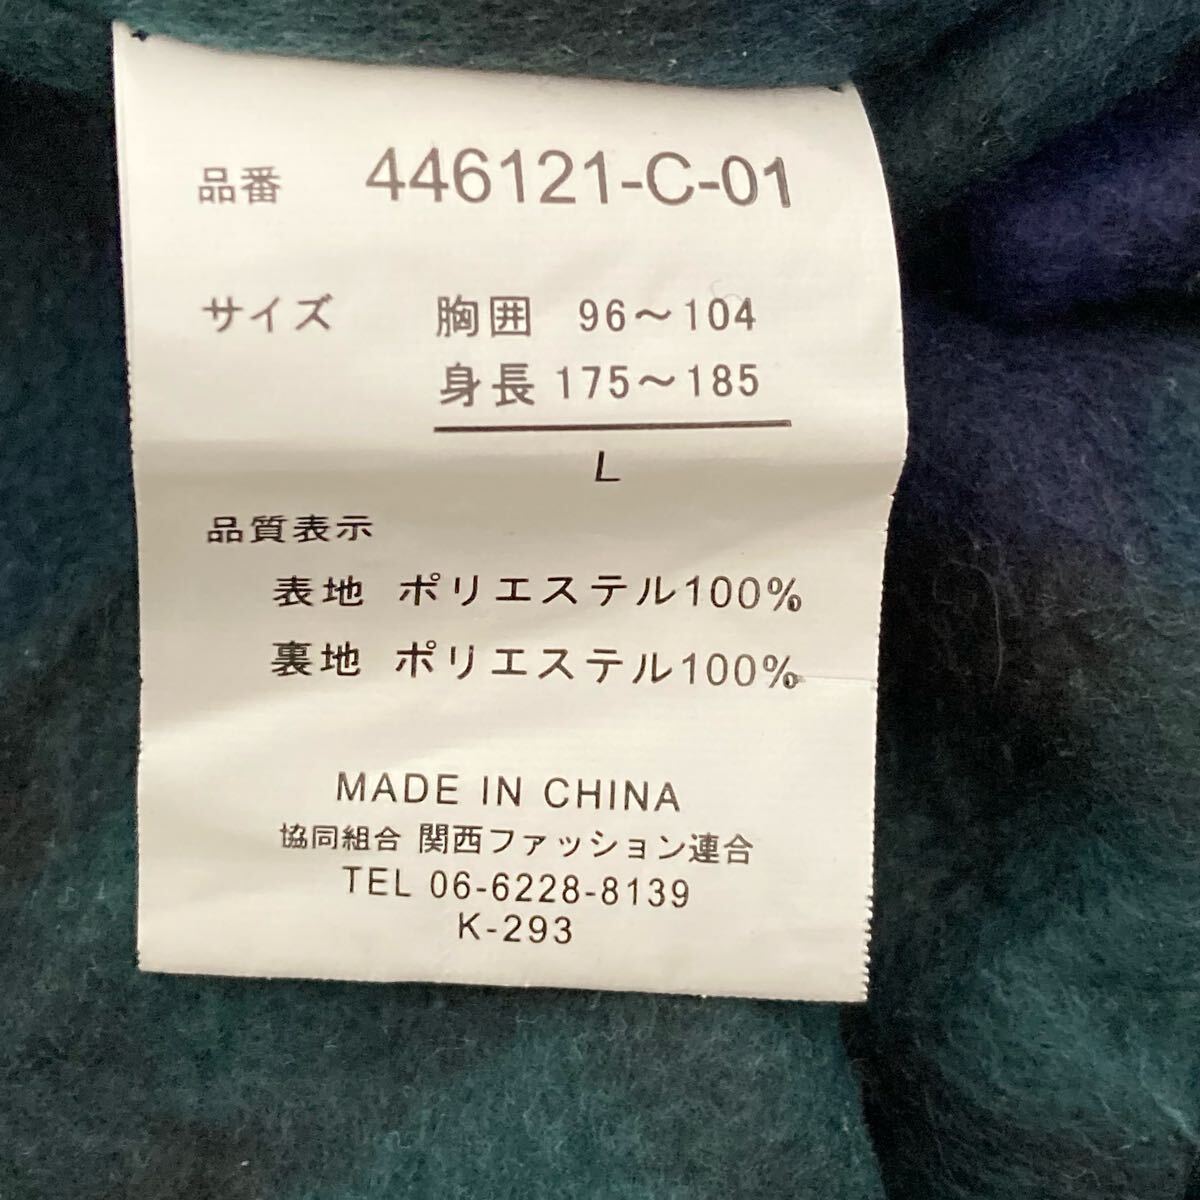 品番 446121-C-01
サイズ 胸囲 96～104
身長 175～185
L
品質表示
表地 ポリエステル100%
裏地 ポリエステル100%
MADE IN CHINA
協同組合 関西ファッション連合
TEL 06-6228-8139
K-293